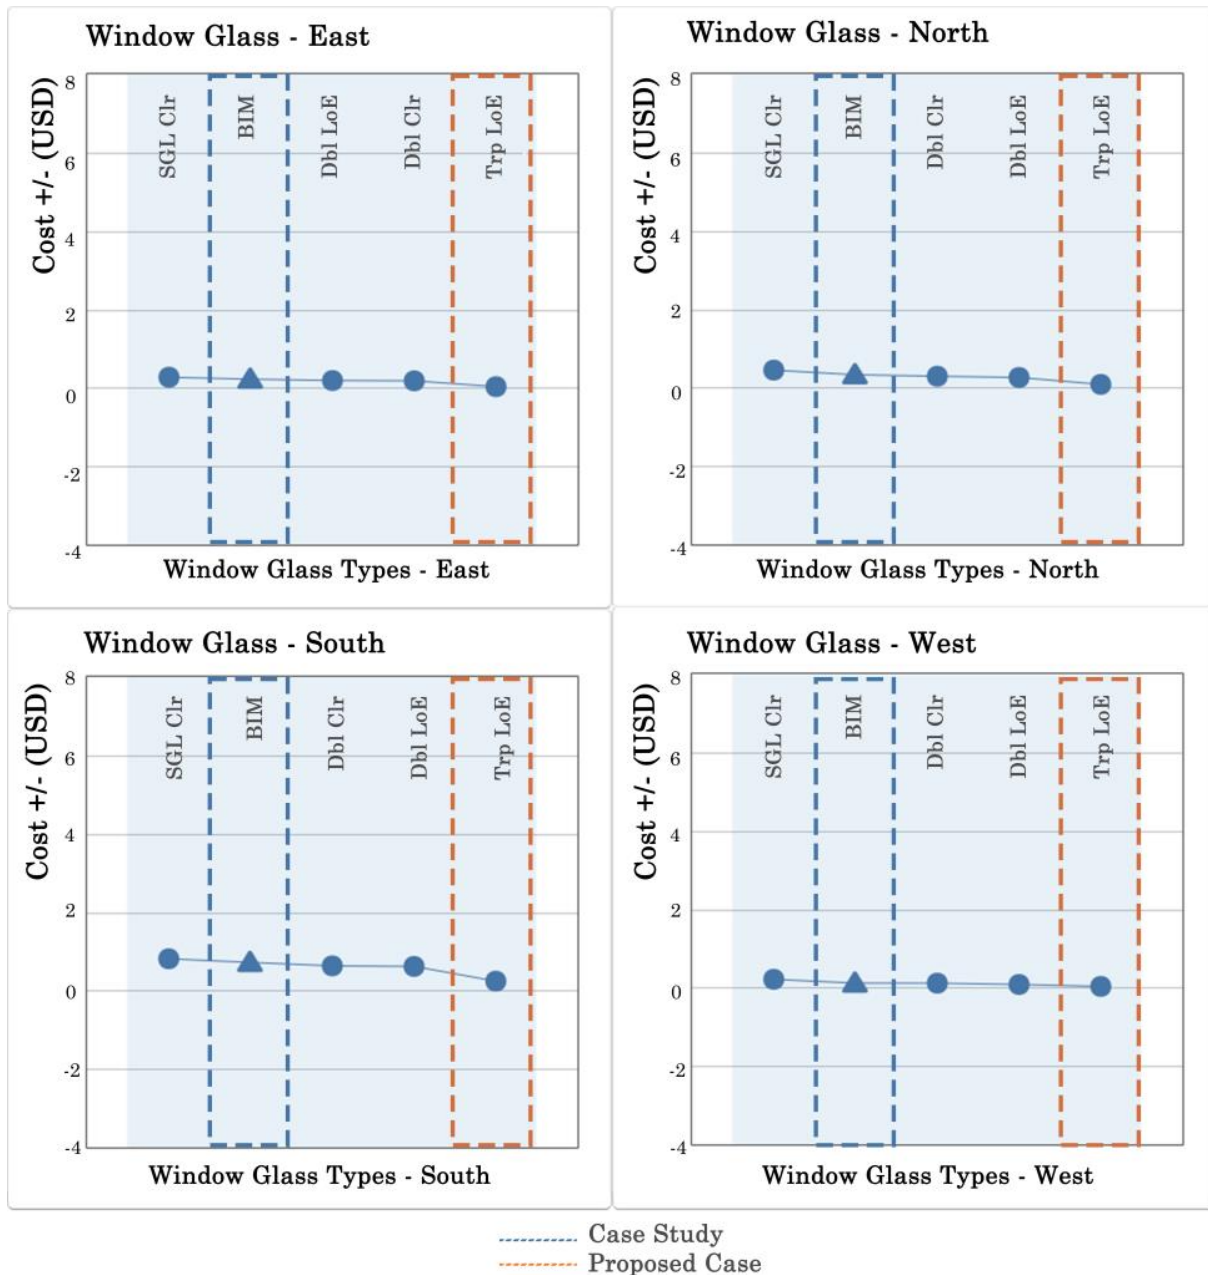 Window Glass - East
Cost +/- (USD)
8
6
4
2
0
-2
-4
SGL Clr
BIM
Dbl LoE
Dbl Clr
Trp LoE
Window Glass Types - East
Window Glass - North
Cost +/- (USD)
8
6
4
2
0
-2
-4
SGL Clr
BIM
Dbl Clr
Dbl LoE
Trp LoE
Window Glass Types - North
Window Glass - South
Cost +/- (USD)
8
6
4
2
0
-2
-4
SGL Clr
BIM
Dbl Clr
Dbl LoE
Trp LoE
Window Glass Types - South
Window Glass - West
Cost +/- (USD)
8
6
4
2
0
-2
-4
SGL Clr
BIM
Dbl Clr
Dbl LoE
Trp LoE
Window Glass Types - West
Case Study
Proposed Case